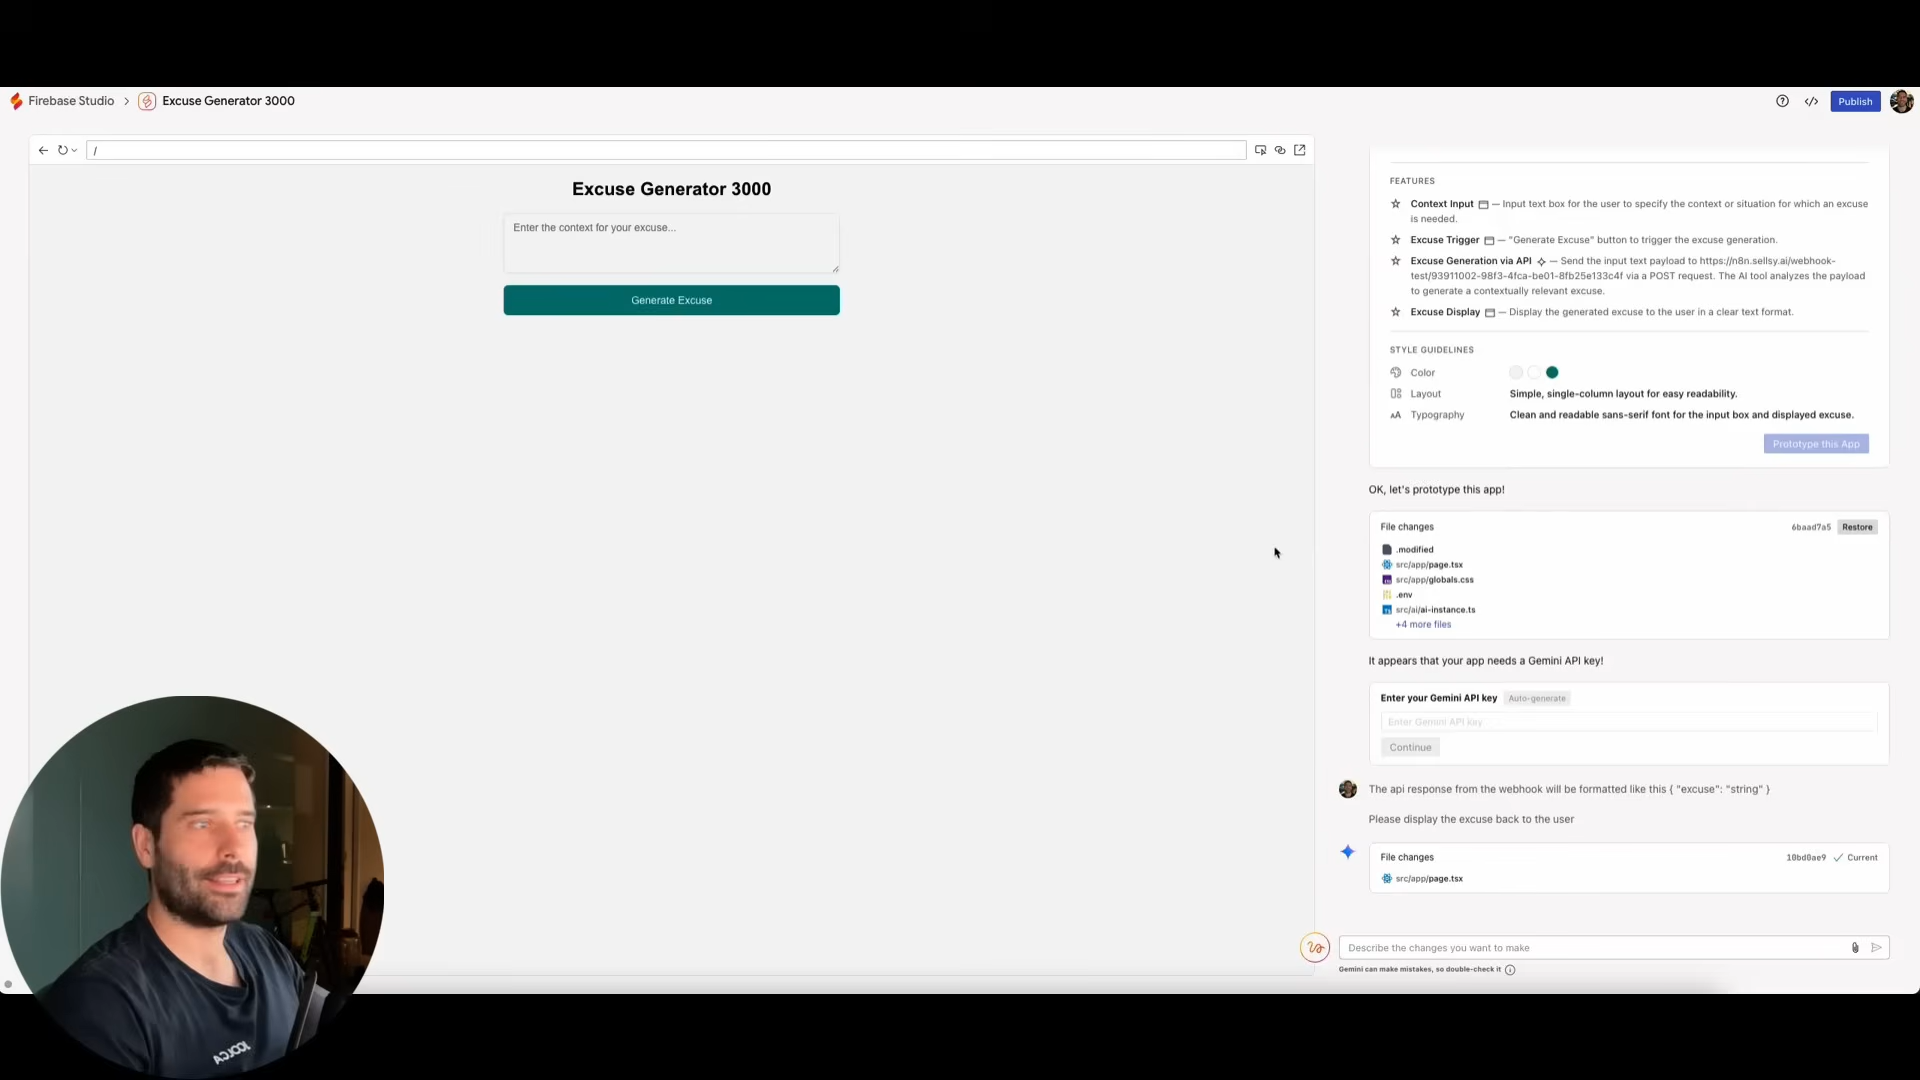 Firebase Studio > Excuse Generator 3000
Publish
/
Excuse Generator 3000
Enter the context for your excuse...
Generate Excuse
FEATURES
Context Input — Input text box for the user to specify the context or situation for which an excuse
is needed.
Excuse Trigger — "Generate Excuse" button to trigger the excuse generation.
Excuse Generation via API — Send the input text payload to https://n8n.sellsy.ai/webhook-
test/93911002-98f3-4fca-be01-8fb25e133c4f via a POST request. The AI tool analyzes the payload
to generate a contextually relevant excuse.
Excuse Display — Display the generated excuse to the user in a clear text format.
STYLE GUIDELINES
Color
Layout Simple, single-column layout for easy readability.
Typography Clean and readable sans-serif font for the input box and displayed excuse.
Prototype this App
OK, let's prototype this app!
File changes 6baad7a5 Restore
.modified
src/app/page.tsx
src/app/globals.css
.env
src/ai/ai-instance.ts
+4 more files
It appears that your app needs a Gemini API key!
Enter your Gemini API key Auto-generate
Enter Gemini API key
Continue
The api response from the webhook will be formatted like this { "excuse": "string" }
Please display the excuse back to the user
File changes 10bd0ae9 Current
src/app/page.tsx
Describe the changes you want to make
Gemini can make mistakes, so double-check it